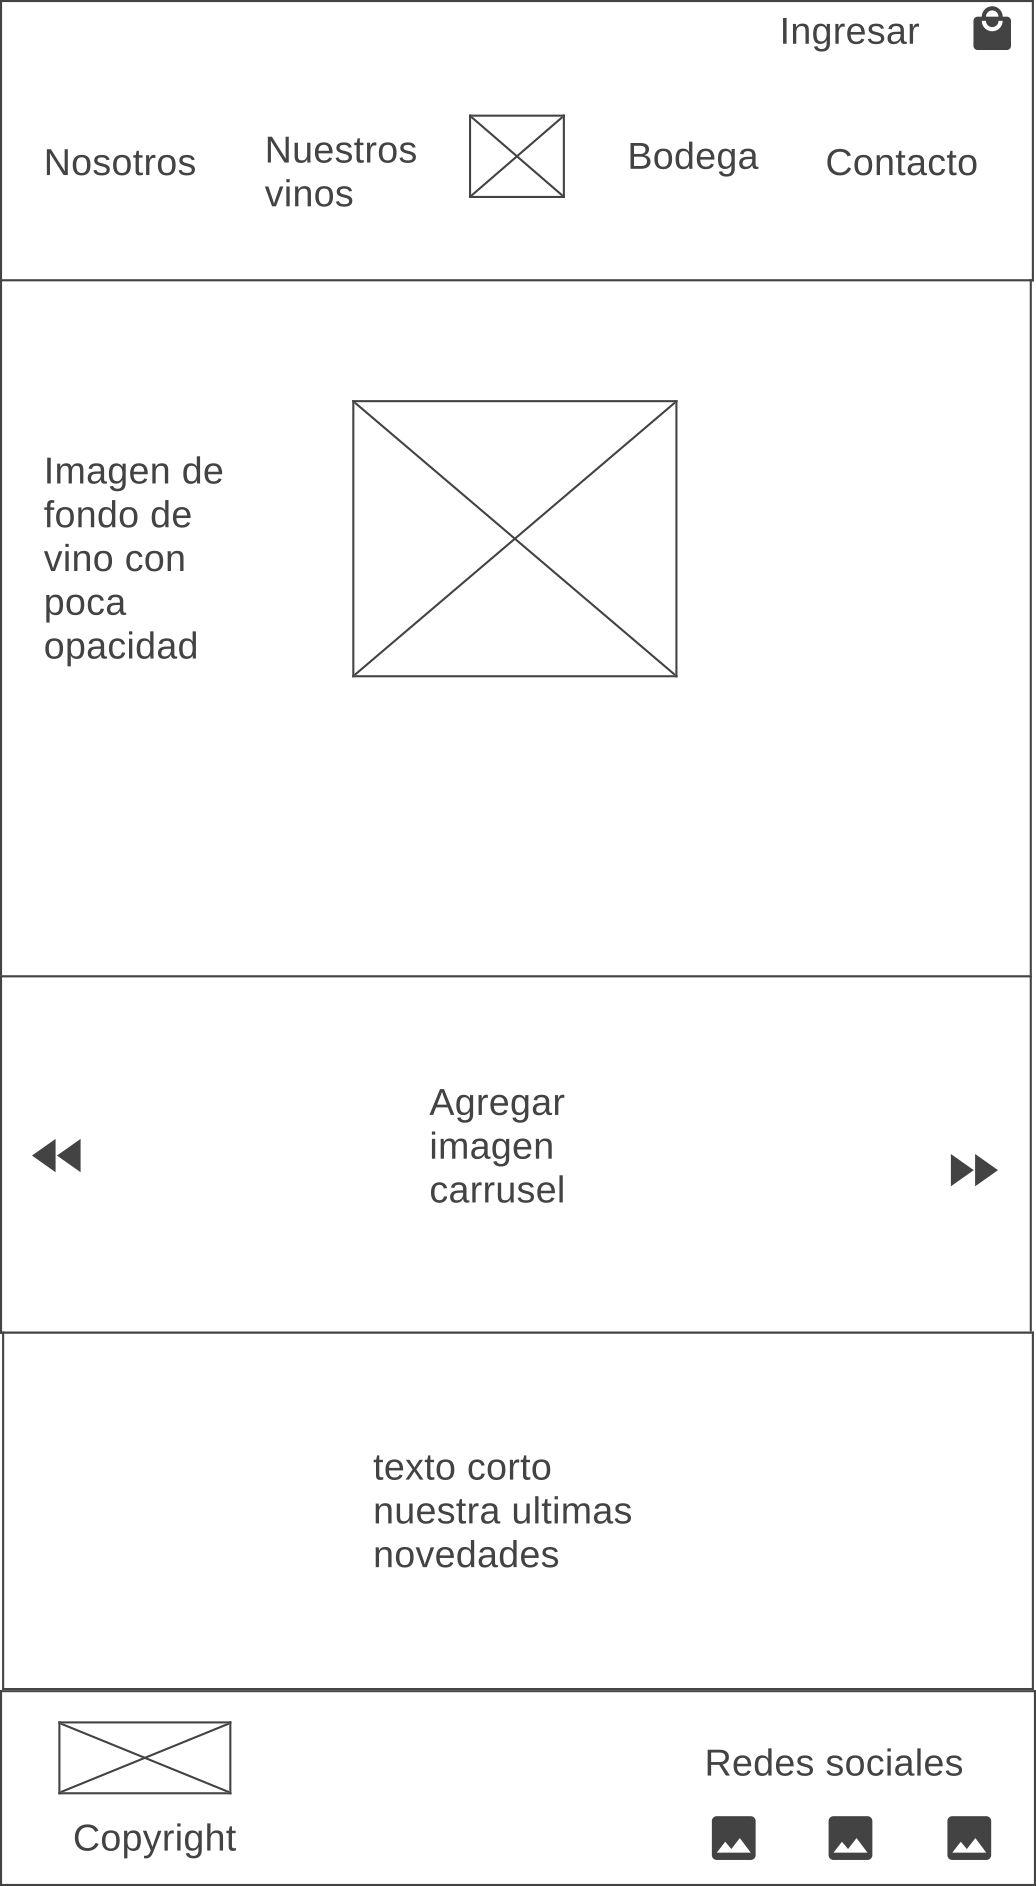 Ingresar
Nosotros
Nuestros
vinos
Bodega
Contacto
Imagen de
fondo de
vino con
poca
opacidad
Agregar
imagen
carrusel
texto corto
nuestra ultimas
novedades
Redes sociales
Copyright